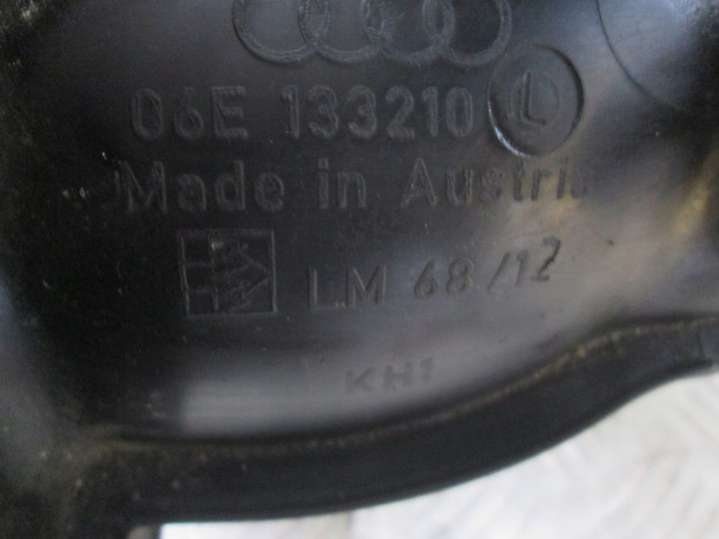 06E 133210 L
Made in Austria
LM 68/12
KH1